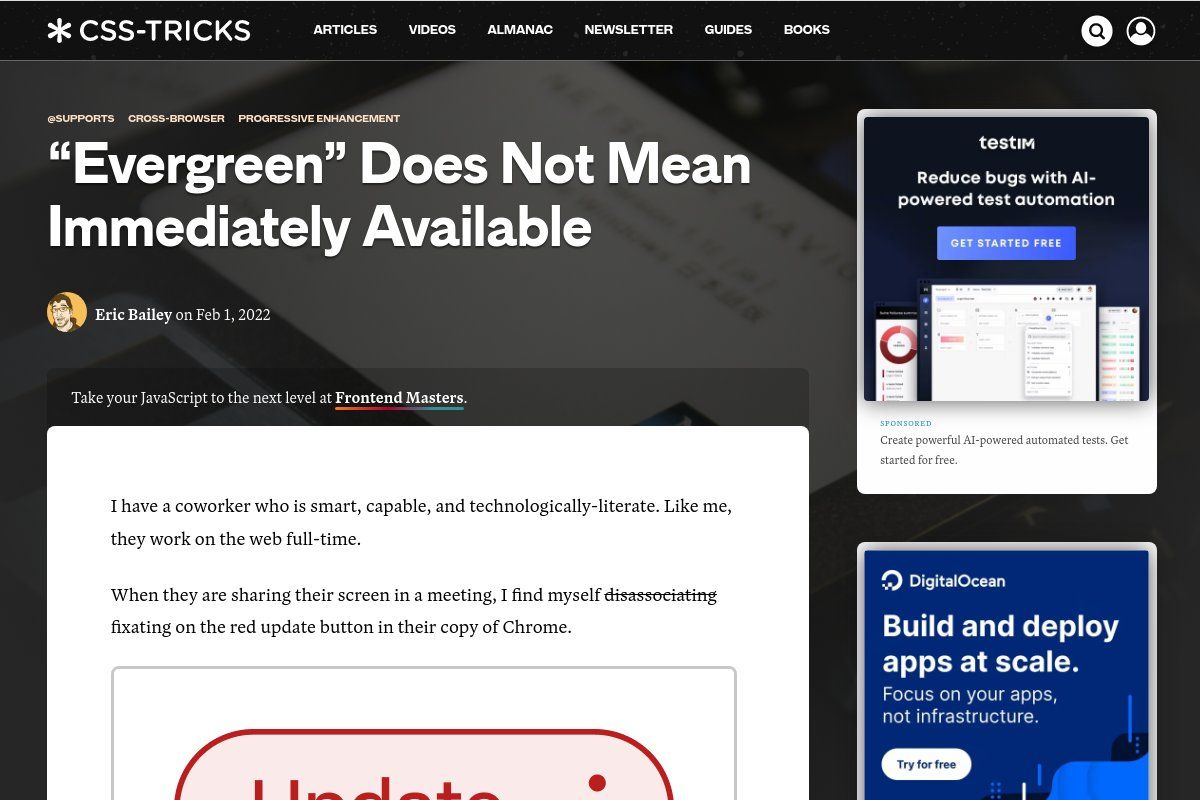 CSS-TRICKS
ARTICLES VIDEOS ALMANAC NEWSLETTER GUIDES BOOKS
@SUPPORTS CROSS-BROWSER PROGRESSIVE ENHANCEMENT
“Evergreen” Does Not Mean
Immediately Available
Eric Bailey on Feb 1, 2022
Take your JavaScript to the next level at Frontend Masters.
I have a coworker who is smart, capable, and technologically-literate. Like me,
they work on the web full-time.
When they are sharing their screen in a meeting, I find myself disassociating
fixating on the red update button in their copy of Chrome.
Update
testim
Reduce bugs with AI-
powered test automation
GET STARTED FREE
SPONSORED
Create powerful AI-powered automated tests. Get
started for free.
DigitalOcean
Build and deploy
apps at scale.
Focus on your apps,
not infrastructure.
Try for free